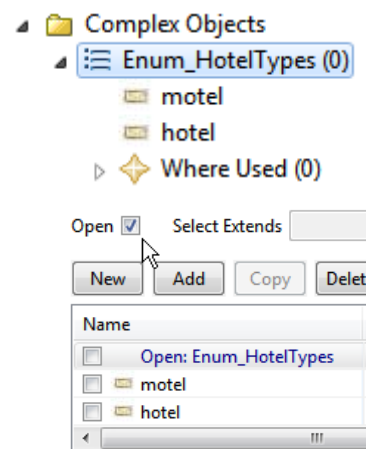 Complex Objects
Enum_HotelTypes (0)
motel
hotel
Where Used (0)
Open Select Extends
New Add Copy Delet
Name
Open: Enum_HotelTypes
motel
hotel